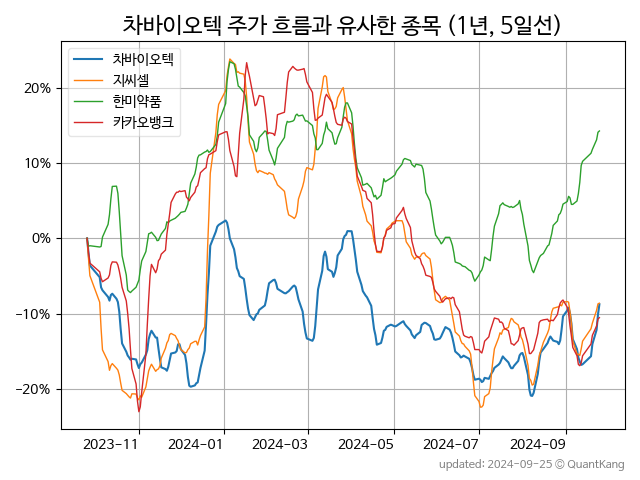 차바이오텍 주가 흐름과 유사한 종목 (1년, 5일선)
차바이오텍
지씨셀
한미약품
카카오뱅크
20%
10%
0%
−10%
−20%
2023-11 2024-01 2024-03 2024-05 2024-07 2024-09
updated: 2024-09-25 © QuantKang